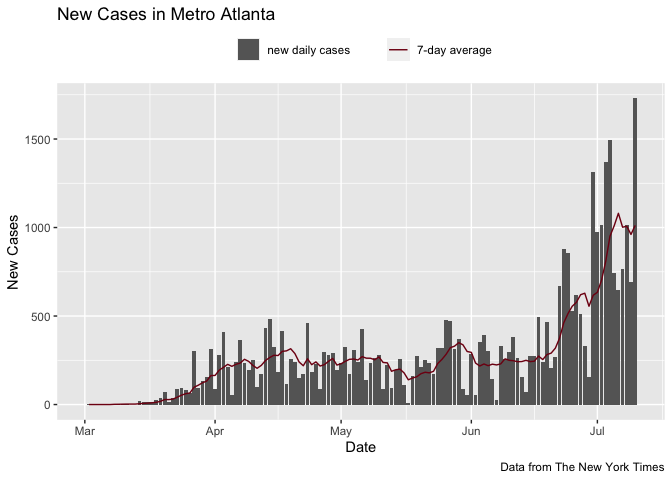 New Cases in Metro Atlanta
new daily cases 7-day average
1500
1000
500
0
New Cases
Mar Apr May Jun Jul
Date
Data from The New York Times